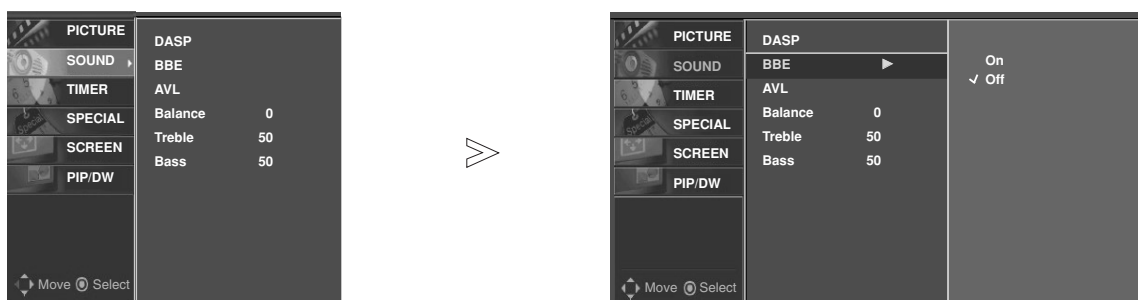 PICTURE
SOUND
TIMER
SPECIAL
SCREEN
PIP/DW
Move Select
DASP
BBE
AVL
Balance 0
Treble 50
Bass 50
PICTURE
SOUND
TIMER
SPECIAL
SCREEN
PIP/DW
Move Select
DASP
BBE
AVL
Balance 0
Treble 50
Bass 50
On
Off